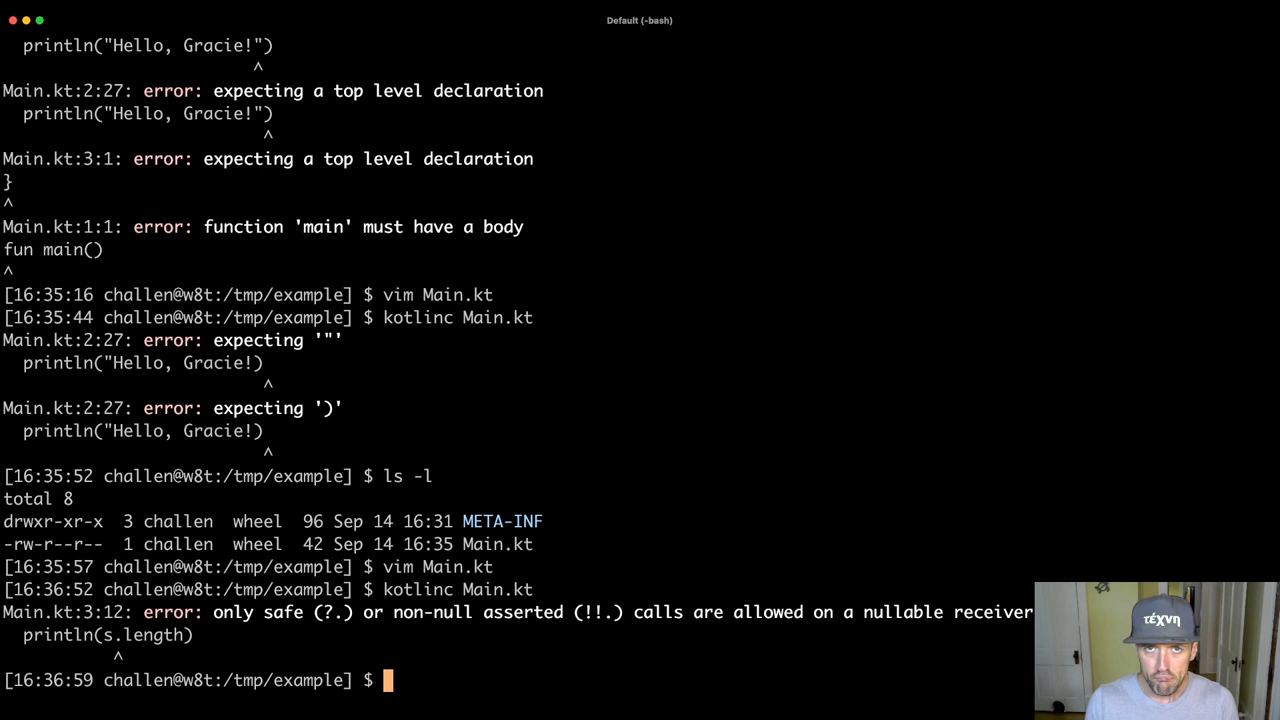 Default (-bash)
println("Hello, Gracie!")
^
Main.kt:2:27: error: expecting a top level declaration
println("Hello, Gracie!")
^
Main.kt:3:1: error: expecting a top level declaration
}
^
Main.kt:1:1: error: function 'main' must have a body
fun main()
^
[16:35:16 challen@w8t:/tmp/example] $ vim Main.kt
[16:35:44 challen@w8t:/tmp/example] $ kotlinc Main.kt
Main.kt:2:27: error: expecting '"'
println("Hello, Gracie!)
^
Main.kt:2:27: error: expecting ')'
println("Hello, Gracie!)
^
[16:35:52 challen@w8t:/tmp/example] $ ls -l
total 8
drwxr-xr-x  3 challen  wheel  96 Sep 14 16:31 META-INF
-rw-r--r--  1 challen  wheel  42 Sep 14 16:35 Main.kt
[16:35:57 challen@w8t:/tmp/example] $ vim Main.kt
[16:36:52 challen@w8t:/tmp/example] $ kotlinc Main.kt
Main.kt:3:12: error: only safe (?.) or non-null asserted (!!.) calls are allowed on a nullable receiver
println(s.length)
^
[16:36:59 challen@w8t:/tmp/example] $
τέχνη